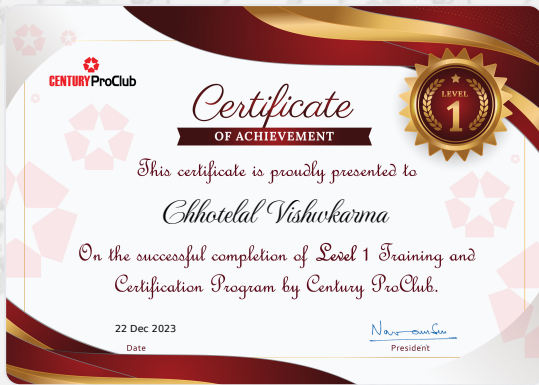 CENTURY ProClub
Certificate
OF ACHIEVEMENT
LEVEL
1
This certificate is proudly presented to
Chhotelal Vishwkarma
On the successful completion of Level 1 Training and
Certification Program by Century ProClub.
22 Dec 2023
Date
President